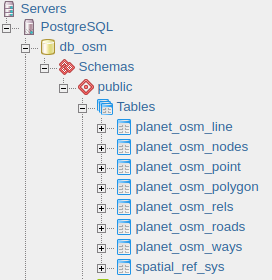 Servers
PostgreSQL
db_osm
Schemas
public
Tables
planet_osm_line
planet_osm_nodes
planet_osm_point
planet_osm_polygon
planet_osm_rels
planet_osm_roads
planet_osm_ways
spatial_ref_sys